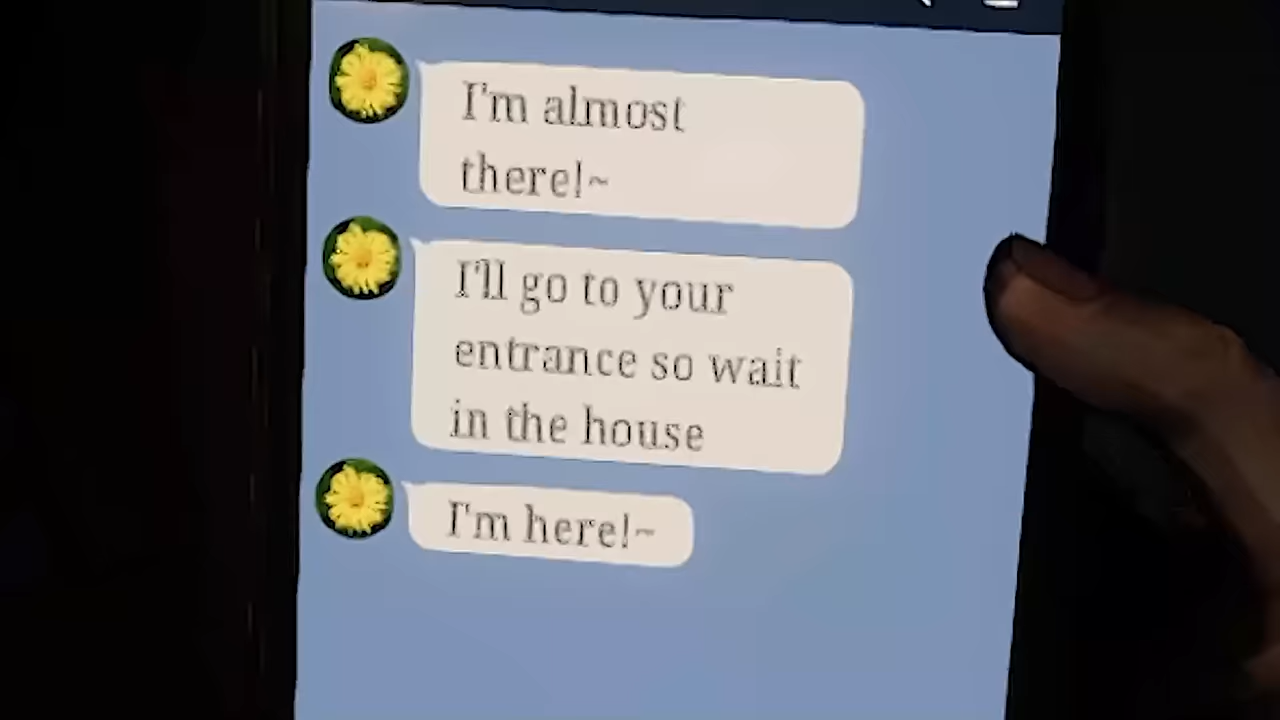 I'm almost
there!~
I'll go to your
entrance so wait
in the house
I'm here!~